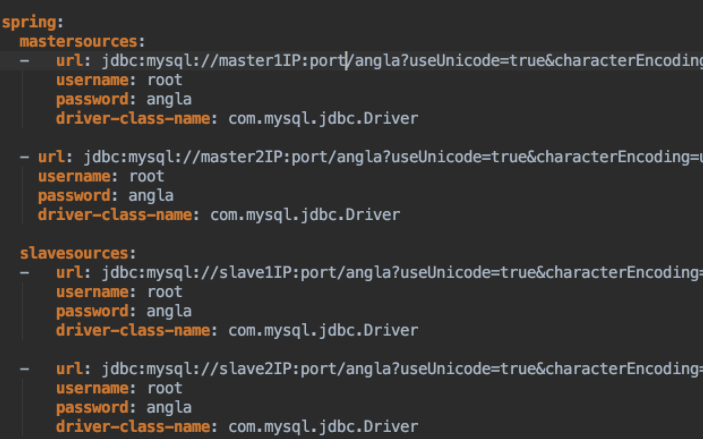 spring:
  mastersources:
  -   url: jdbc:mysql://master1IP:port/angla?useUnicode=true&characterEncoding
      username: root
      password: angla
      driver-class-name: com.mysql.jdbc.Driver
  - url: jdbc:mysql://master2IP:port/angla?useUnicode=true&characterEncoding=u
    username: root
    password: angla
    driver-class-name: com.mysql.jdbc.Driver
  slavesources:
  -   url: jdbc:mysql://slave1IP:port/angla?useUnicode=true&characterEncoding=
      username: root
      password: angla
      driver-class-name: com.mysql.jdbc.Driver
  -   url: jdbc:mysql://slave2IP:port/angla?useUnicode=true&characterEncoding=
      username: root
      password: angla
      driver-class-name: com.mysql.jdbc.Driver